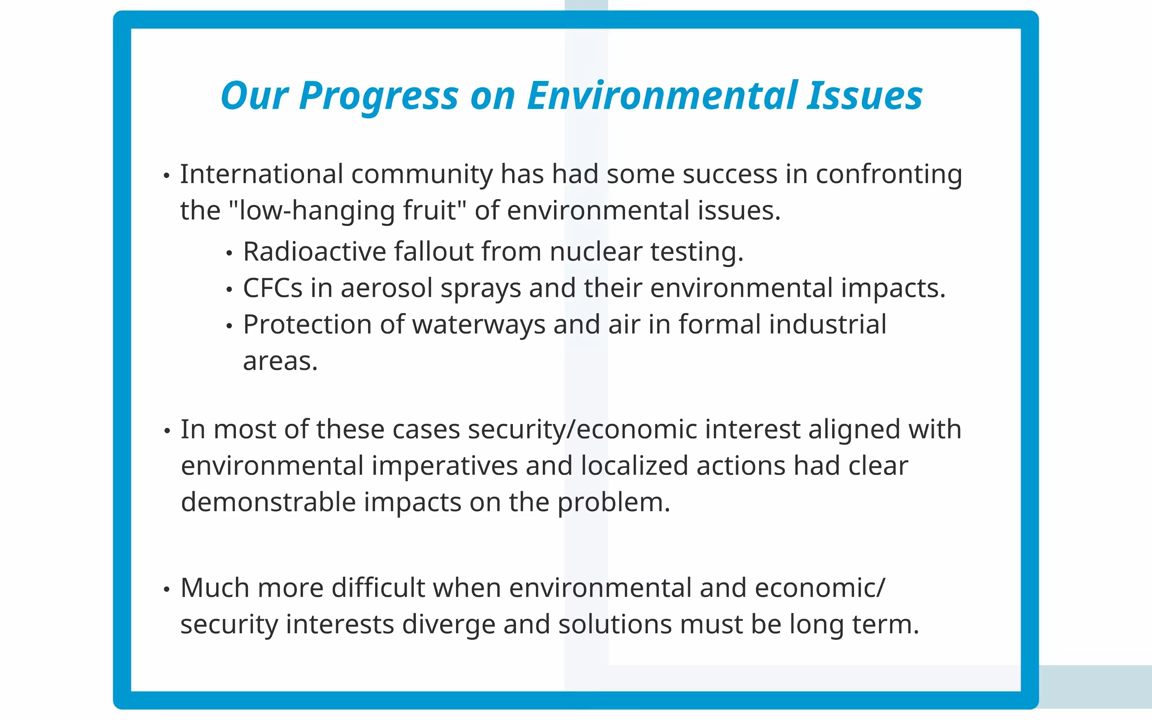 Our Progress on Environmental Issues
• International community has had some success in confronting
the "low-hanging fruit" of environmental issues.
• Radioactive fallout from nuclear testing.
• CFCs in aerosol sprays and their environmental impacts.
• Protection of waterways and air in formal industrial
areas.
• In most of these cases security/economic interest aligned with
environmental imperatives and localized actions had clear
demonstrable impacts on the problem.
• Much more difficult when environmental and economic/
security interests diverge and solutions must be long term.